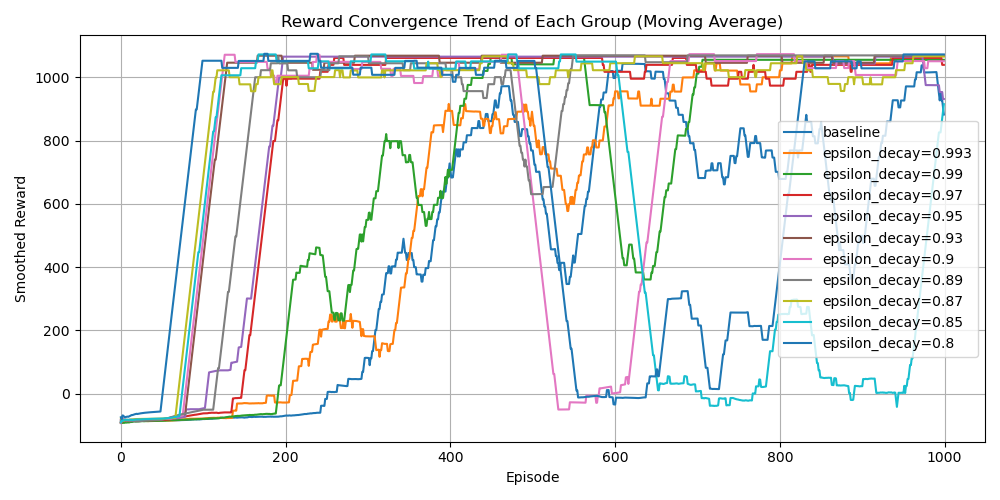 Reward Convergence Trend of Each Group (Moving Average)
Smoothed Reward
1000
800
600
400
200
0
0
200
400
600
800
1000
Episode
baseline
epsilon_decay=0.993
epsilon_decay=0.99
epsilon_decay=0.97
epsilon_decay=0.95
epsilon_decay=0.93
epsilon_decay=0.9
epsilon_decay=0.89
epsilon_decay=0.87
epsilon_decay=0.85
epsilon_decay=0.8